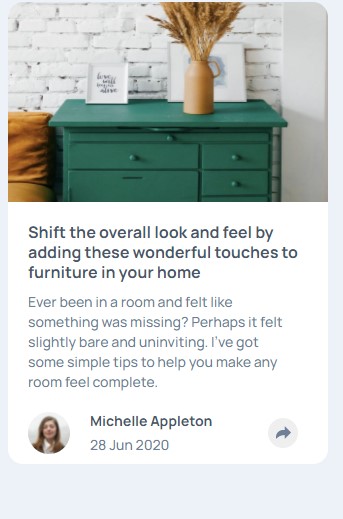 Shift the overall look and feel by
adding these wonderful touches to
furniture in your home
Ever been in a room and felt like
something was missing? Perhaps it felt
slightly bare and uninviting. I've got
some simple tips to help you make any
room feel complete.
Michelle Appleton
28 Jun 2020